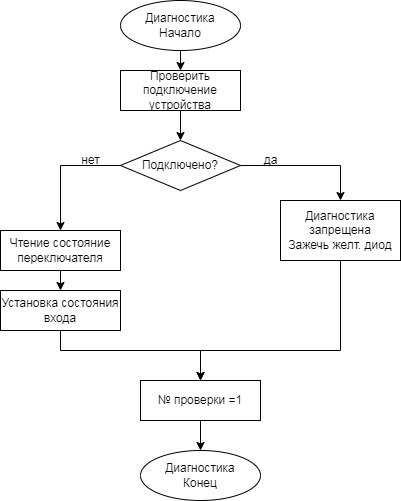 Диагностика
Начало
Проверить
подключение
устройства
Подключено?
нет
да
Чтение состояние
переключателя
Диагностика
запрещена
Зажечь желт. диод
Установка состояния
входа
№ проверки =1
Диагностика
Конец